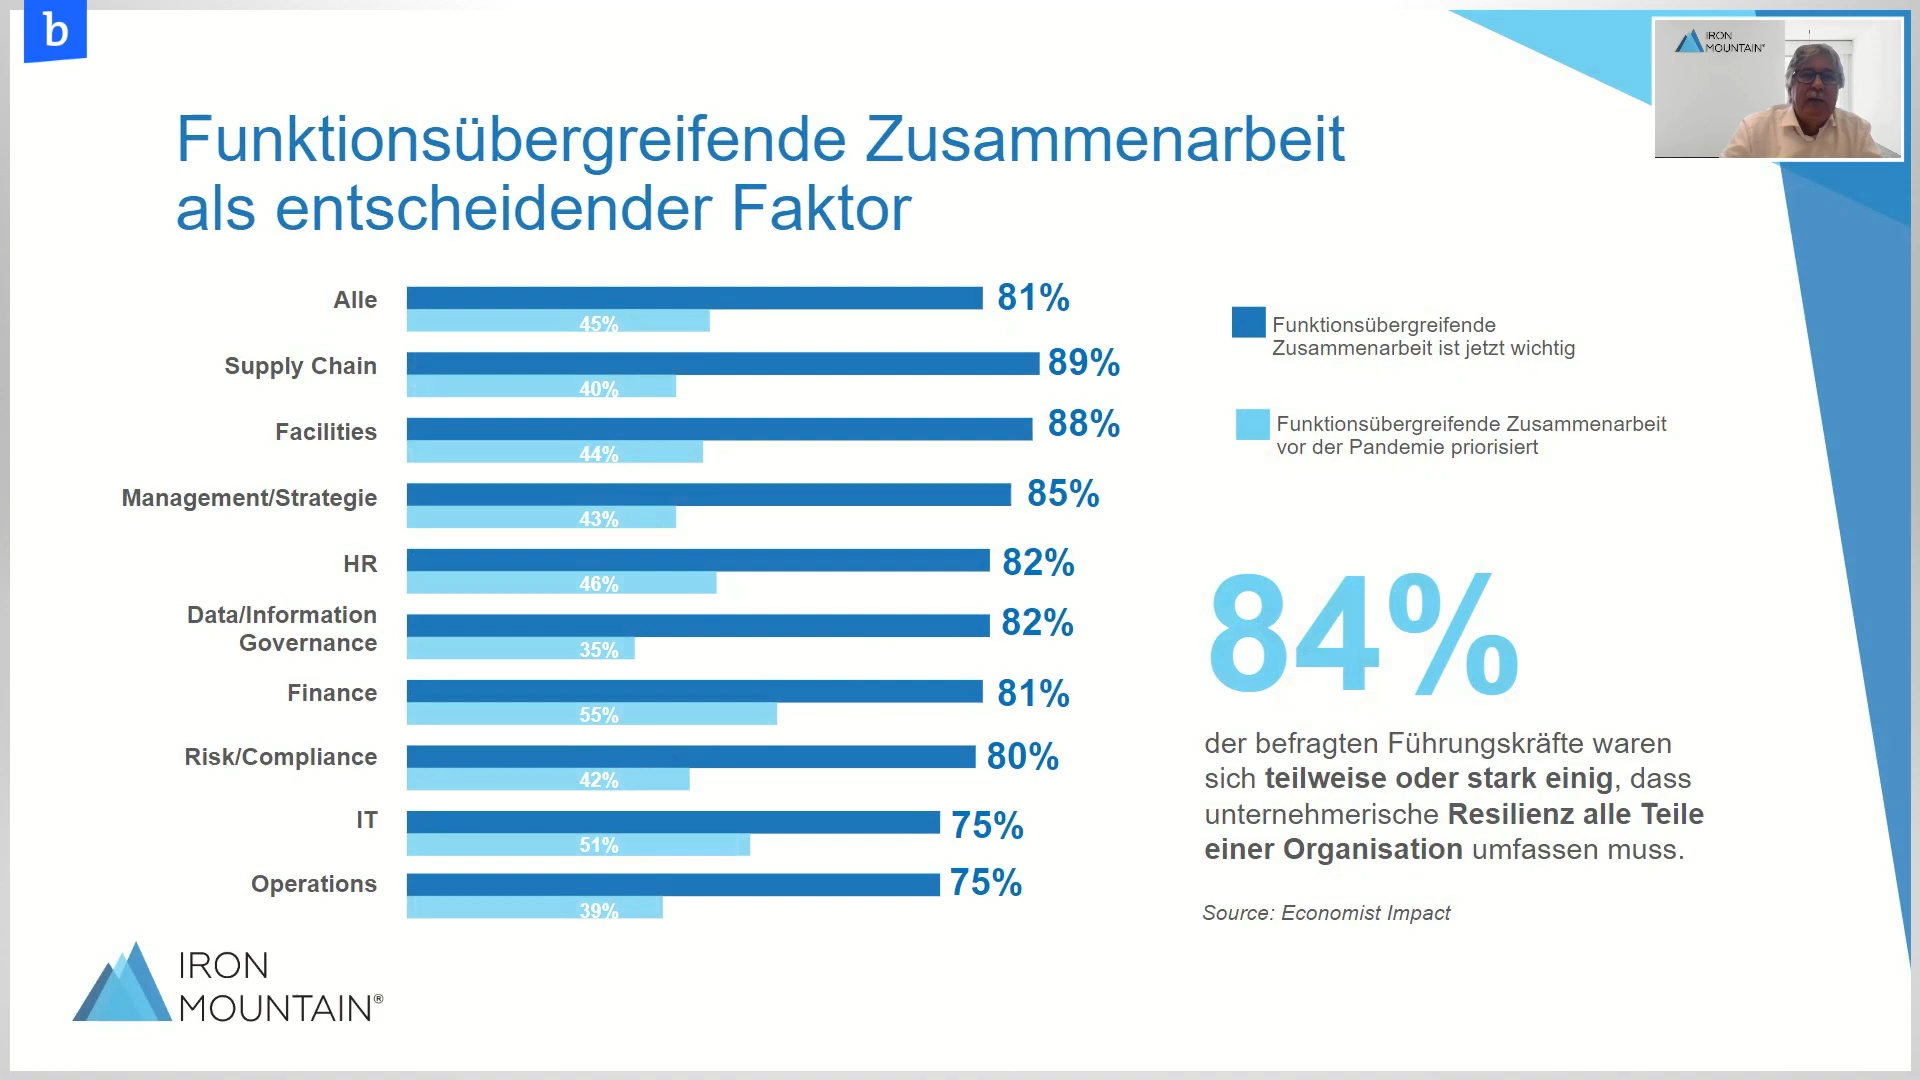 b
IRON
MOUNTAIN®
Funktionsübergreifende Zusammenarbeit
als entscheidender Faktor
Alle
81%
45%
Supply Chain
89%
40%
Facilities
88%
44%
Management/Strategie
85%
43%
HR
82%
46%
Data/Information
Governance
82%
35%
Finance
81%
55%
Risk/Compliance
80%
42%
IT
75%
51%
Operations
75%
39%
Funktionsübergreifende
Zusammenarbeit ist jetzt wichtig
Funktionsübergreifende Zusammenarbeit
vor der Pandemie priorisiert
84%
der befragten Führungskräfte waren
sich teilweise oder stark einig, dass
unternehmerische Resilienz alle Teile
einer Organisation umfassen muss.
Source: Economist Impact
IRON
MOUNTAIN®